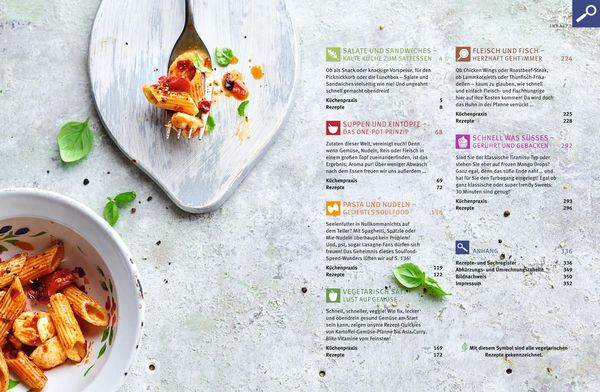 INHALT
SALATE UND SANDWICHES –
KALTE KÜCHE ZUM SATTESSEN 4
Ob als Snack oder knackige Vorspeise, für den
Picknickkorb oder die Lunchbox – Salate und
Sandwiches vielseitig wie nie! Und ungeahnt
schnell gemacht obendrein!
Küchenpraxis 5
Rezepte 8
SUPPEN UND EINTÖPFE –
DAS ONE-POT-PRINZIP 68
Zutaten dieser Welt, vereinigt euch! Denn
wenn Gemüse, Nudeln, Reis oder Fleisch in
einem großen Topf zueinanderfinden, ist das
Ergebnis: Aroma pur! Über weniger Abwasch
nach dem Essen freuen wir uns außerdem ...
Küchenpraxis 69
Rezepte 72
PASTA UND NUDELN –
GELIEBTES SOULFOOD 118
Seelenfutter in Nullkommanichts auf
dem Teller? Mit Spaghetti, Spätzle oder
Mie-Nudeln überhaupt kein Problem!
Und, pst, sogar Lasagne-Fans dürfen sich
freuen! Das Geheimnis dieses Soulfood-
Speed-Wunders lüften wir auf S. 136!
Küchenpraxis 119
Rezepte 122
VEGETARISCH
LUST AUF GEMÜSE
Schnell, schneller, veggie! Wie fix, lecker
und obendrein gesund Gemüse am Start
sein kann, zeigen unsere Rezept-Quickies
von Kartoffel-Gemüse-Pfanne bis Asia-Curry.
Blitz-Vitamine vom Feinsten!
Küchenpraxis 169
Rezepte 172
FLEISCH UND FISCH –
HERZHAFT GEHT IMMER 224
Ob Chicken Wings oder Roastbeef-Steak,
ob Lammkoteletts oder Thunfisch-Frika-
dellen – kaum zu glauben, wie schnell
und einfach Fleisch- und Fischhungrige
hier auf ihre Kosten kommen! Da wird doch
das Huhn in der Pfanne verrückt ...
Küchenpraxis 225
Rezepte 228
SCHNELL WAS SÜSSES –
GERÜHRT UND GEBACKEN 292
Sind Sie der klassische Tiramisu-Typ oder
stehen Sie eher auf Frozen Mango Drops?
Ganz egal, denn das süße Ende naht ... und
hat für Sie den Turbogang eingelegt! Egal ob
ganz klassische oder super trendy Sweets:
30 Minuten sind genug!
Küchenpraxis 293
Rezepte 296
ANHANG 336
Rezepte- und Sachregister 336
Abkürzungs- und Umrechnungstabelle 349
Bildnachweis 350
Impressum 352
Mit diesem Symbol sind alle vegetarischen
Rezepte gekennzeichnet.